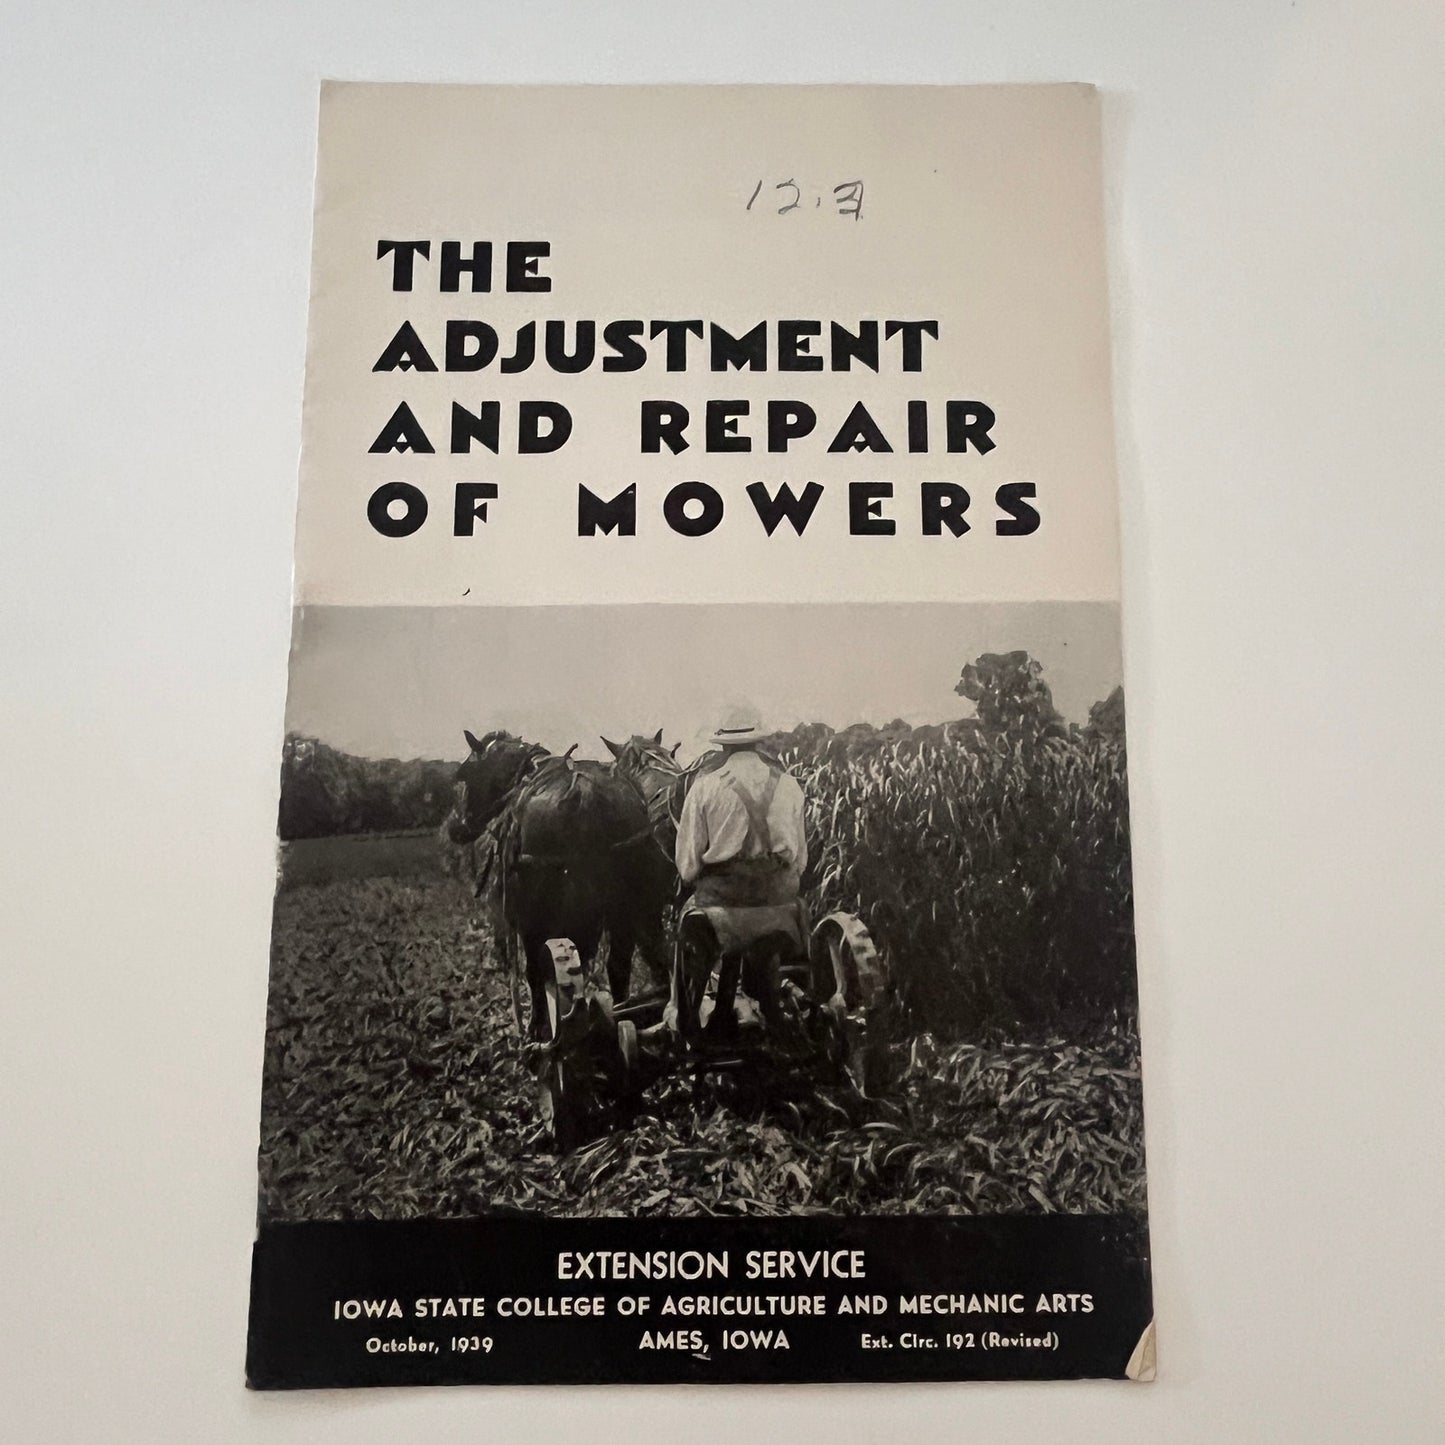 12.3
THE
ADJUSTMENT
AND REPAIR
OF MOWERS
EXTENSION SERVICE
IOWA STATE COLLEGE OF AGRICULTURE AND MECHANIC ARTS
October, 1939 AMES, IOWA Ext. Circ. 192 (Revised)